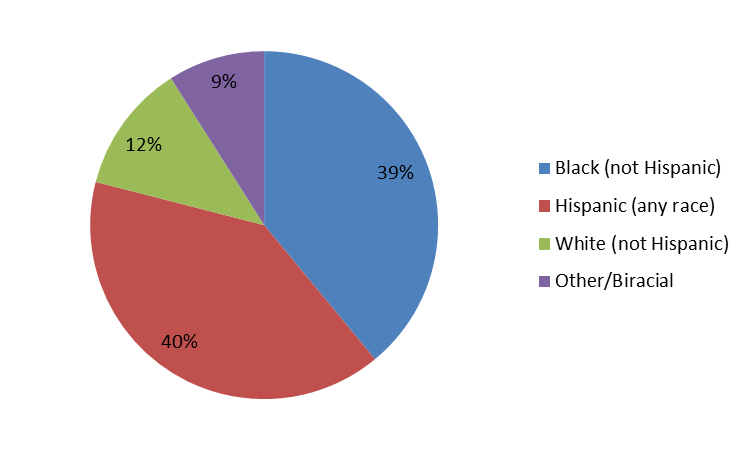 9%
12%
39%
40%
Black (not Hispanic)
Hispanic (any race)
White (not Hispanic)
Other/Biracial